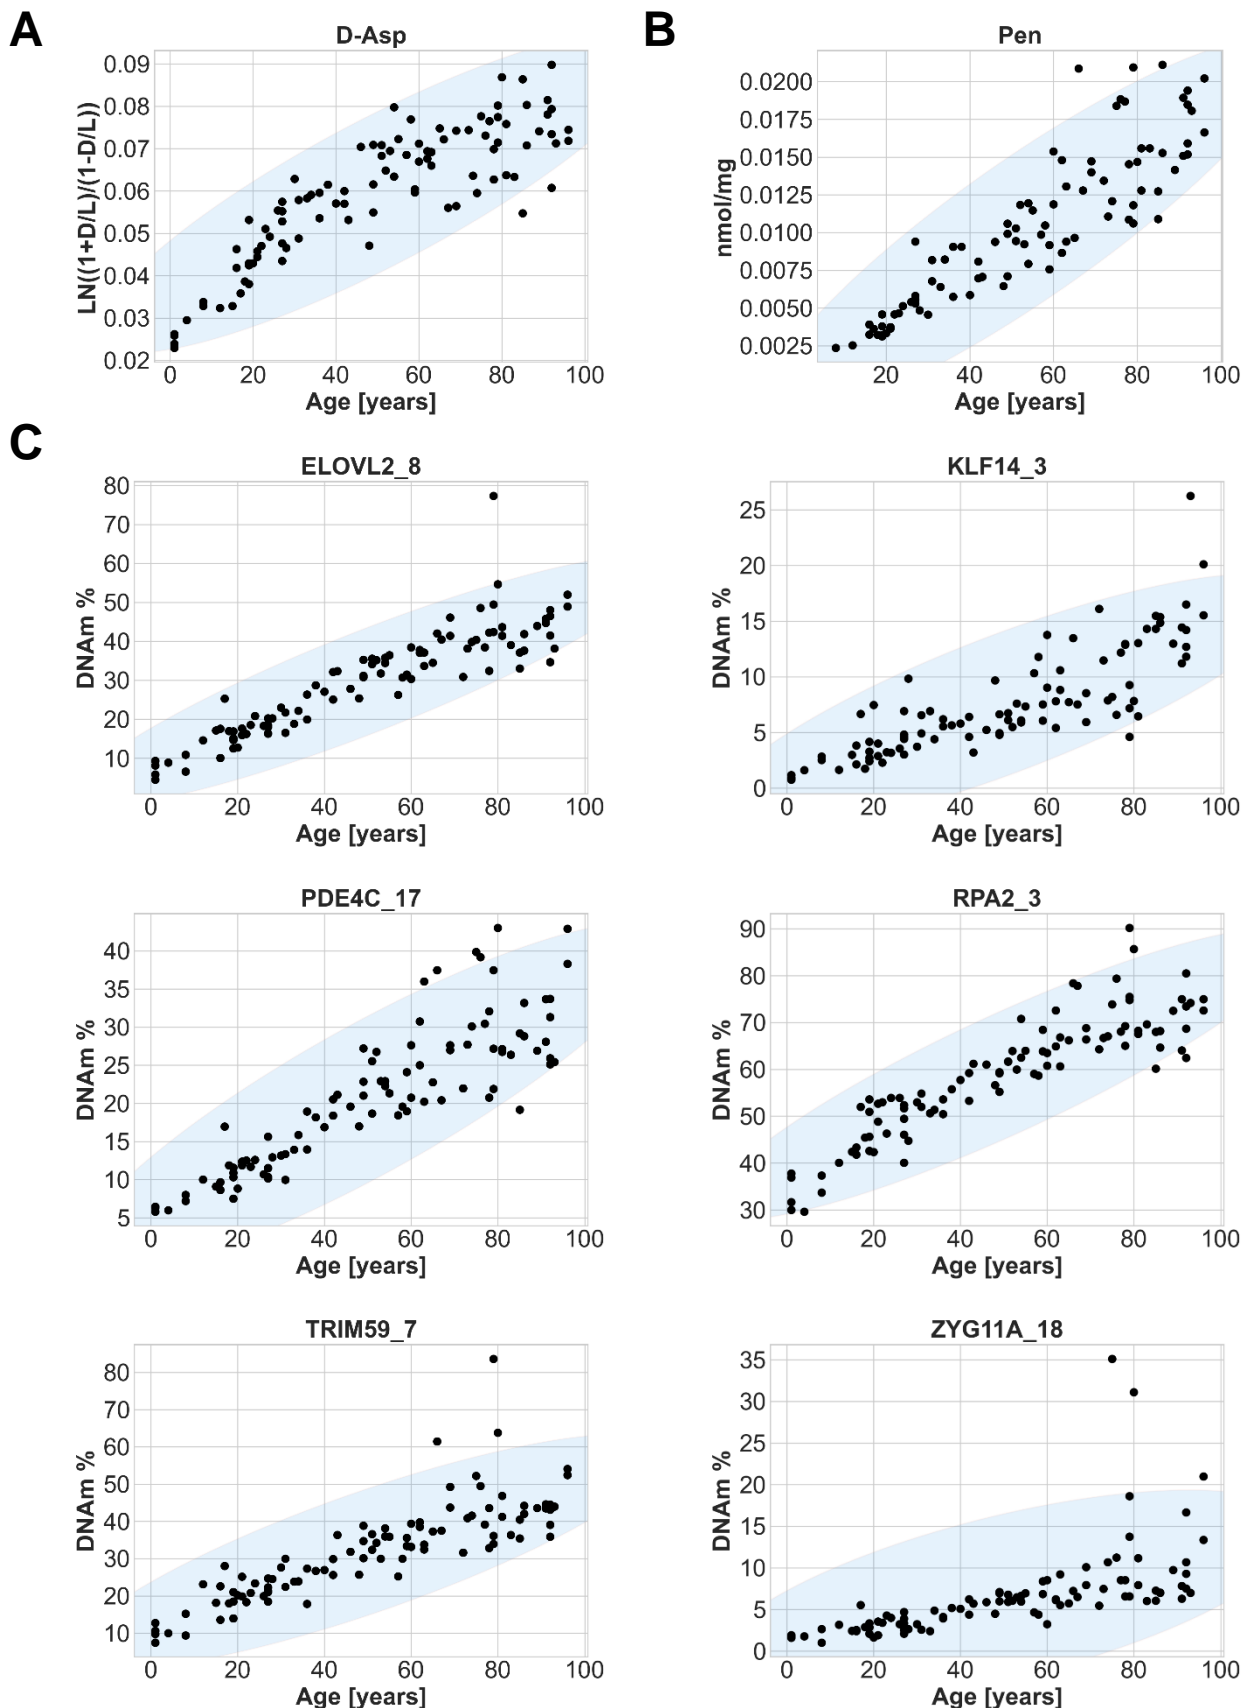 A
B
D-Asp
Pen
LN((1+D/L)/(1-D/L))
0.09
0.08
0.07
0.06
0.05
0.04
0.03
0.02
0 20 40 60 80 100
Age [years]
nmol/mg
0.0200
0.0175
0.0150
0.0125
0.0100
0.0075
0.0050
0.0025
20 40 60 80 100
Age [years]
C
ELOVL2_8
DNAm %
80
70
60
50
40
30
20
10
0 20 40 60 80 100
Age [years]
KLF14_3
DNAm %
25
20
15
10
5
0
0 20 40 60 80 100
Age [years]
PDE4C_17
DNAm %
40
35
30
25
20
15
10
5
0 20 40 60 80 100
Age [years]
RPA2_3
DNAm %
90
80
70
60
50
40
30
0 20 40 60 80 100
Age [years]
TRIM59_7
DNAm %
80
70
60
50
40
30
20
10
0 20 40 60 80 100
Age [years]
ZYG11A_18
DNAm %
35
30
25
20
15
10
5
0
0 20 40 60 80 100
Age [years]